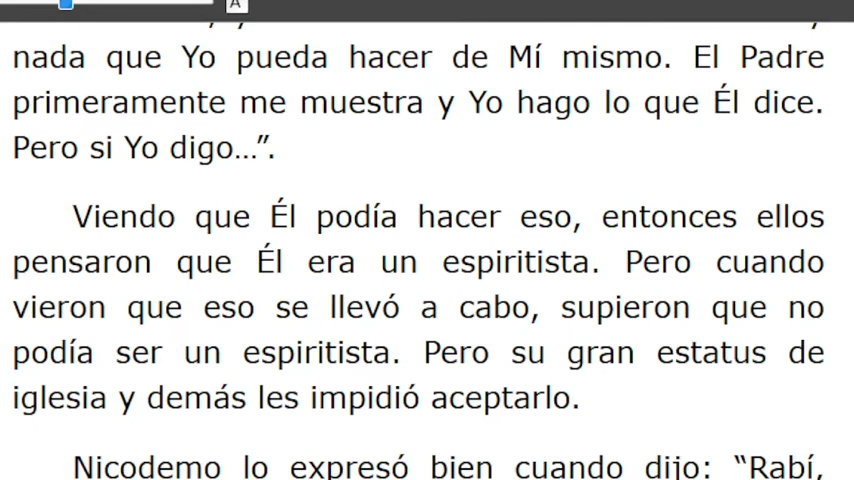 A
nada que Yo pueda hacer de Mí mismo. El Padre
primeramente me muestra y Yo hago lo que Él dice.
Pero si Yo digo…”.
Viendo que Él podía hacer eso, entonces ellos
pensaron que Él era un espiritista. Pero cuando
vieron que eso se llevó a cabo, supieron que no
podía ser un espiritista. Pero su gran estatus de
iglesia y demás les impidió aceptarlo.
Nicodemo lo expresó bien cuando dijo: “Rabí,